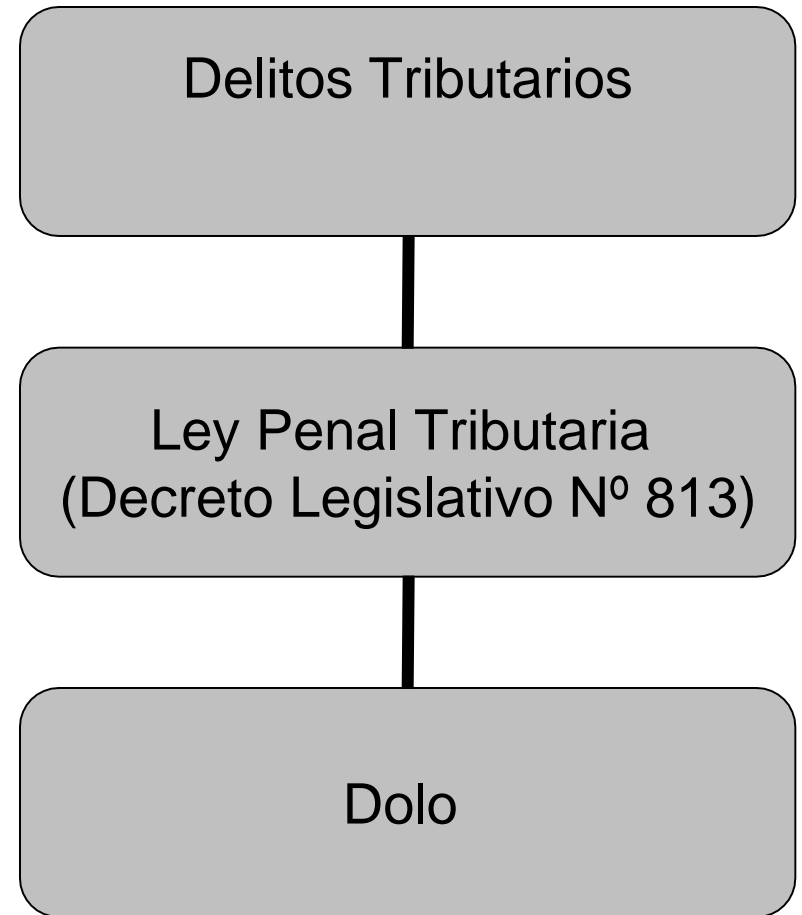 Delitos Tributarios
Ley Penal Tributaria
(Decreto Legislativo Nº 813)
Dolo